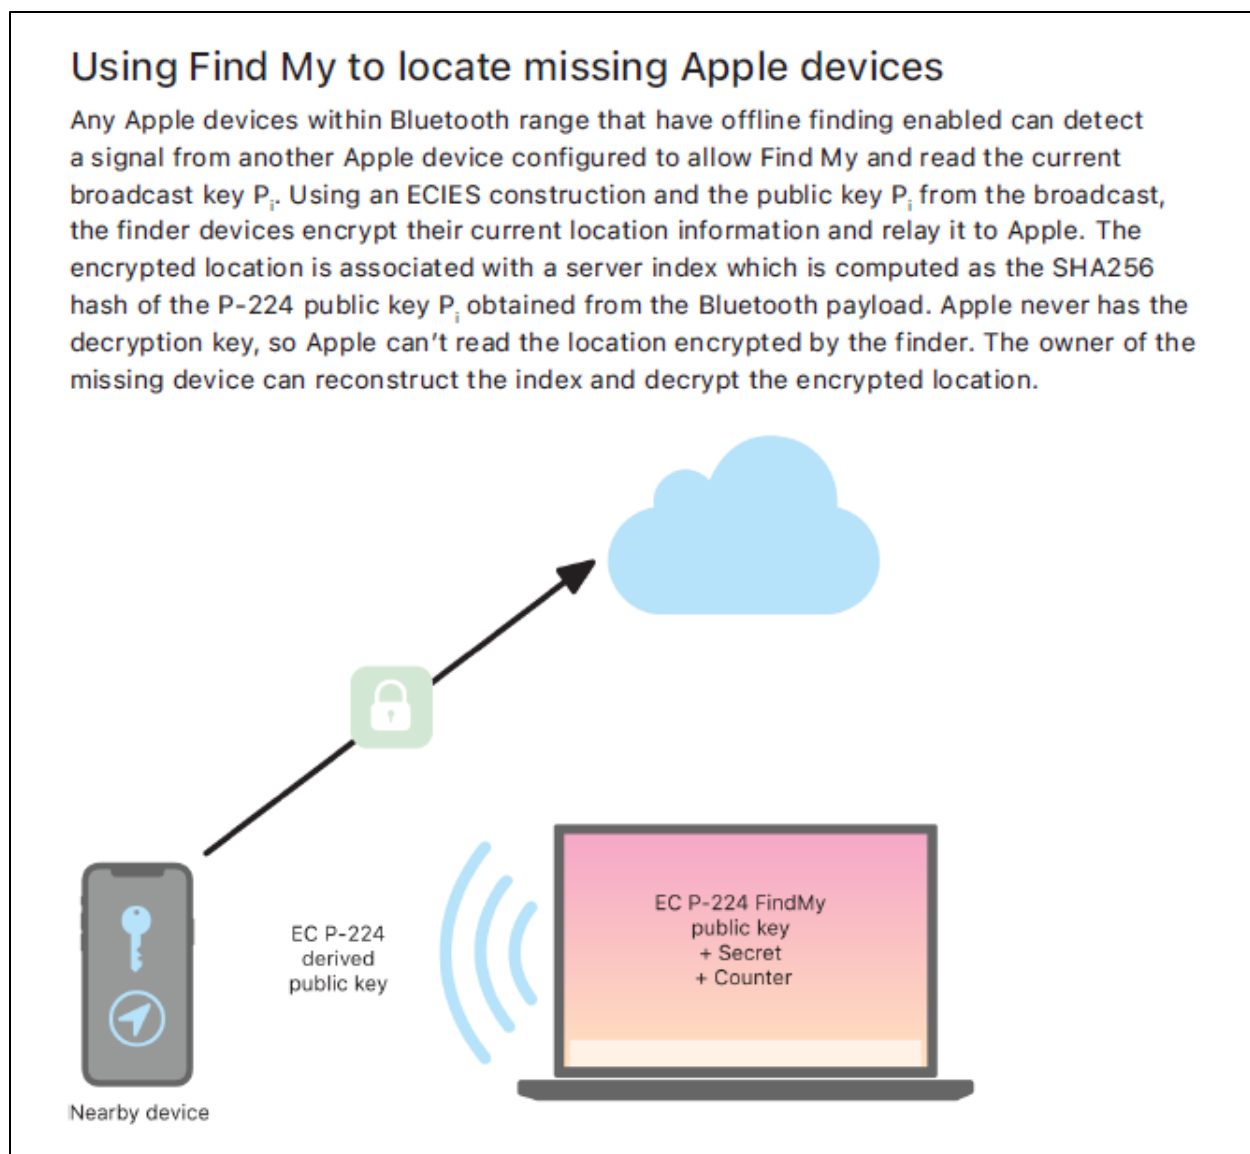 Using Find My to locate missing Apple devices
Any Apple devices within Bluetooth range that have offline finding enabled can detect
a signal from another Apple device configured to allow Find My and read the current
broadcast key Pi. Using an ECIES construction and the public key Pi from the broadcast,
the finder devices encrypt their current location information and relay it to Apple. The
encrypted location is associated with a server index which is computed as the SHA256
hash of the P-224 public key Pi obtained from the Bluetooth payload. Apple never has the
decryption key, so Apple can’t read the location encrypted by the finder. The owner of the
missing device can reconstruct the index and decrypt the encrypted location.
EC P-224 FindMy
public key
+ Secret
+ Counter
EC P-224
derived
public key
Nearby device